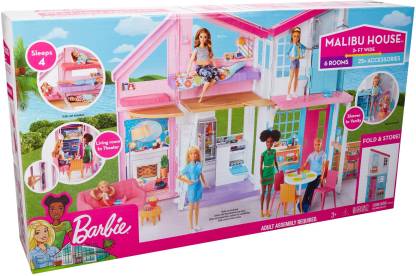 Sleeps
4
MALIBU HOUSE
2-FT WIDE
6 ROOMS
25+ ACCESSORIES
Shower
to Vanity
Living room
to Theater
FOLD & STORE!
Barbie
ADULT ASSEMBLY REQUIRED.
3+